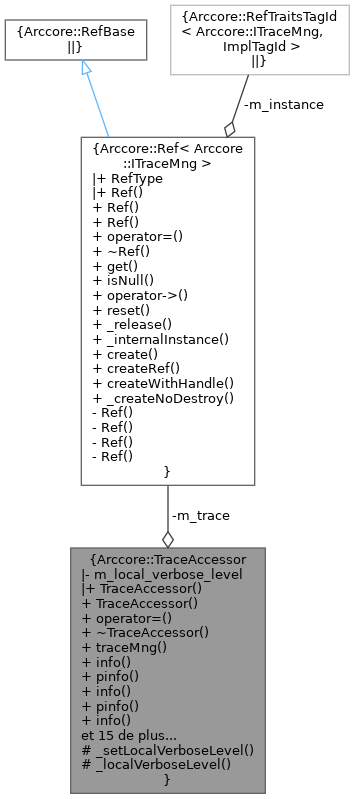 {Arccore::RefBase
||}
{Arccore::RefTraitsTagId
< Arccore::ITraceMng,
ImplTagId >
||}
-m_instance
{Arccore::Ref< Arccore
::ITraceMng >
|+ RefType
|+ Ref()
+ Ref()
+ Ref()
+ operator=()
+ ~Ref()
+ get()
+ isNull()
+ operator->()
+ reset()
+ _release()
+ _internalInstance()
+ create()
+ createRef()
+ createWithHandle()
+ _createNoDestroy()
- Ref()
- Ref()
- Ref()
- Ref()
}
-m_trace
{Arccore::TraceAccessor
|- m_local_verbose_level
|+ TraceAccessor()
+ TraceAccessor()
+ operator=()
+ ~TraceAccessor()
+ traceMng()
+ info()
+ pinfo()
+ info()
+ pinfo()
+ info()
et 15 de plus...
# _setLocalVerboseLevel()
# _localVerboseLevel()
}